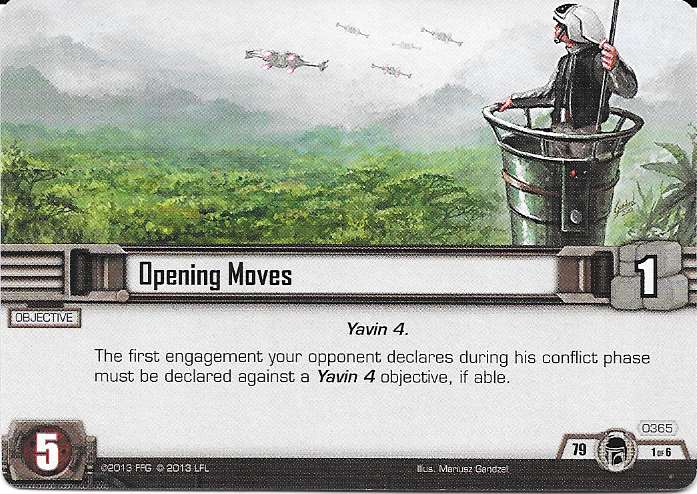 Opening Moves
1
OBJECTIVE
Yavin 4.
The first engagement your opponent declares during his conflict phase
must be declared against a Yavin 4 objective, if able.
5
©2013 FFG © 2013 LFL
Illus. Mariusz Gandzel
0365
79
1 OF 6